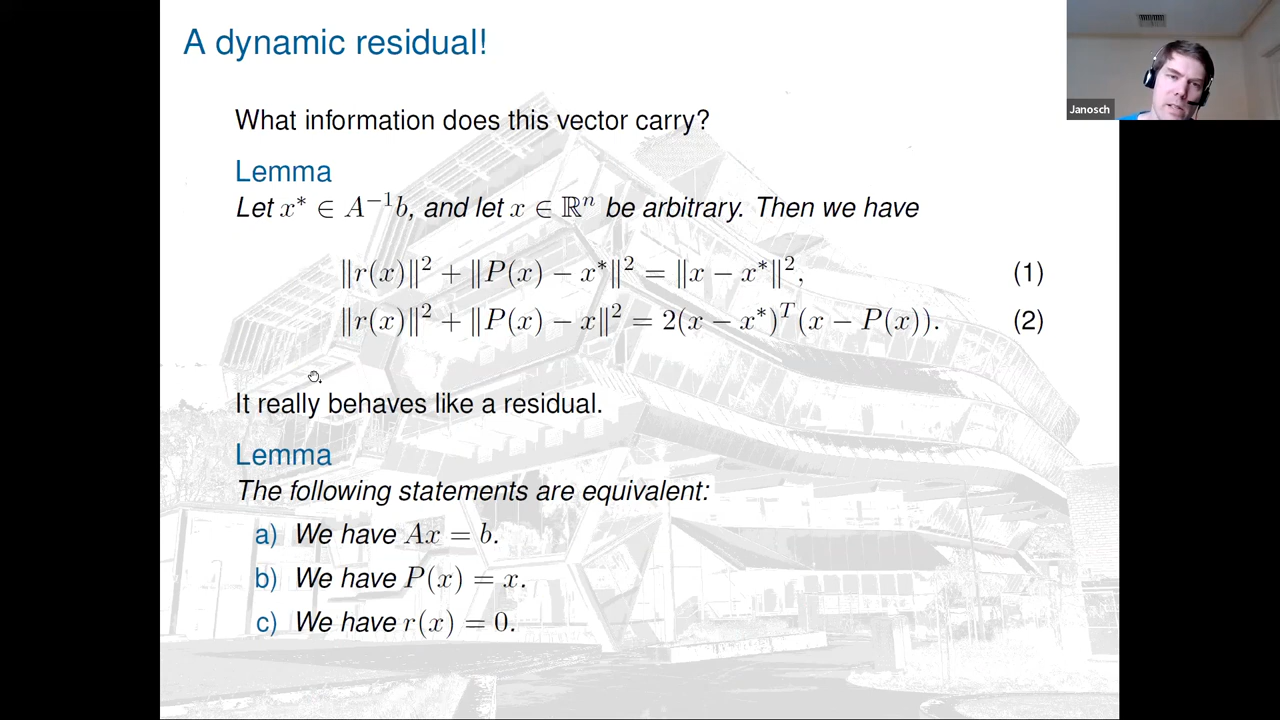 A dynamic residual!
Janosch
What information does this vector carry?
Lemma
Let x* ∈ A⁻¹b, and let x ∈ ℝⁿ be arbitrary. Then we have
‖r(x)‖² + ‖P(x) − x*‖² = ‖x − x*‖², (1)
‖r(x)‖² + ‖P(x) − x‖² = 2(x − x*)ᵀ(x − P(x)). (2)
It really behaves like a residual.
Lemma
The following statements are equivalent:
a) We have Ax = b.
b) We have P(x) = x.
c) We have r(x) = 0.